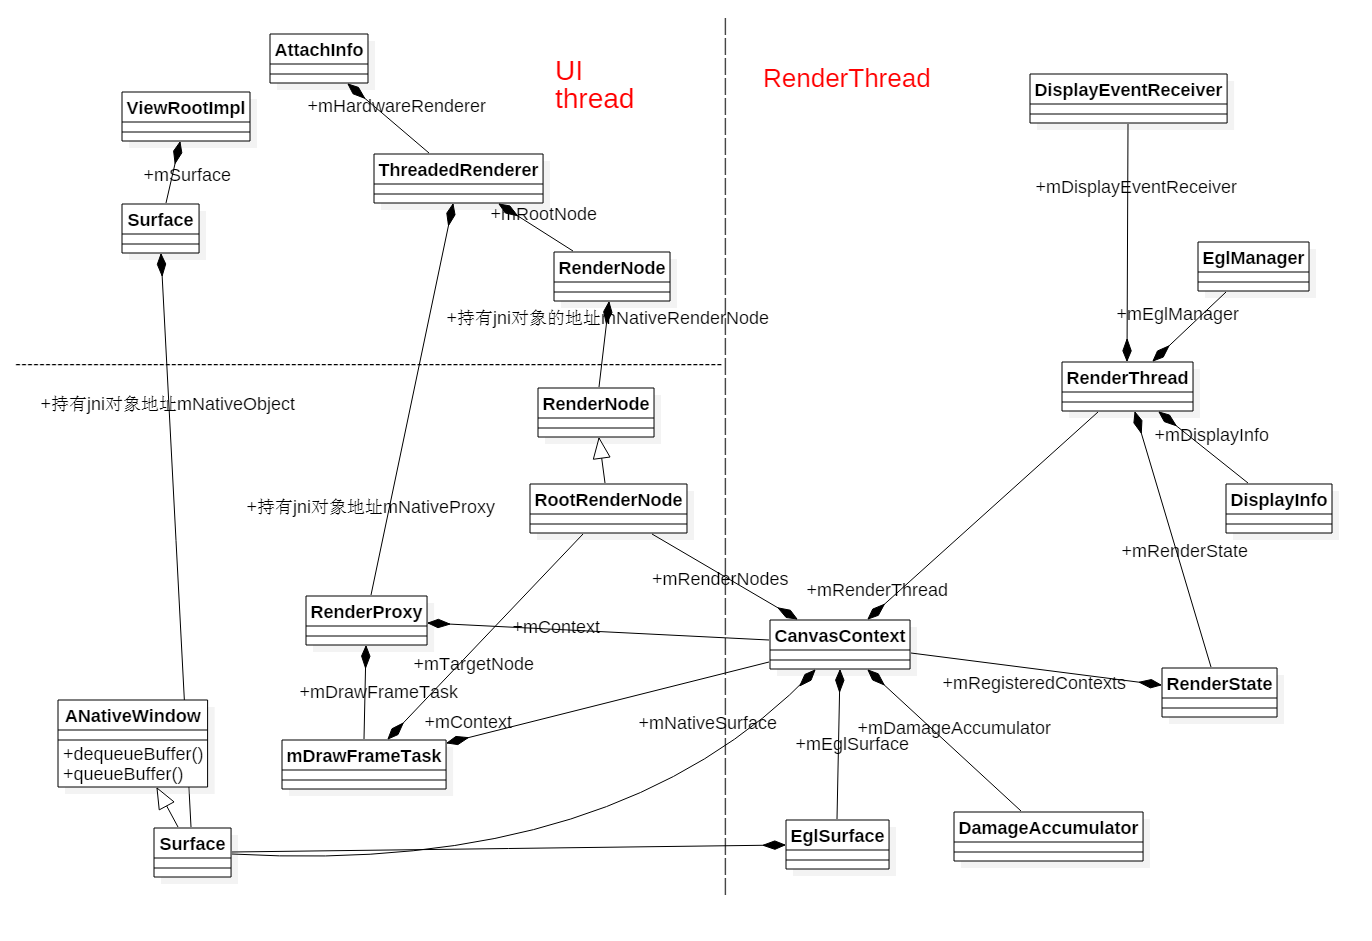 AttachInfo
UI
thread
RenderThread
DisplayEventReceiver
ViewRootImpl
+mHardwareRenderer
ThreadedRenderer
+mSurface
+mDisplayEventReceiver
Surface
+mRootNode
RenderNode
EglManager
+持有jni对象的地址mNativeRenderNode
+mEglManager
RenderThread
+持有jni对象地址mNativeObject
RenderNode
+mDisplayInfo
RootRenderNode
DisplayInfo
+持有jni对象地址mNativeProxy
+mRenderState
+mRenderNodes
+mRenderThread
RenderProxy
+mContext
CanvasContext
+mTargetNode
+mRegisteredContexts
RenderState
+mDrawFrameTask
ANativeWindow
+mContext
+mNativeSurface
+mDamageAccumulator
+mEglSurface
+dequeueBuffer()
+queueBuffer()
mDrawFrameTask
Surface
EglSurface
DamageAccumulator